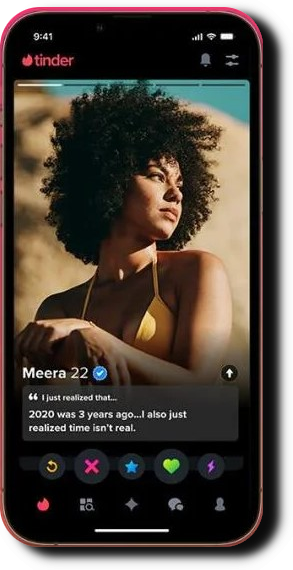 9:41
tinder
Meera 22
I just realized that...
2020 was 3 years ago...I also just
realized time isn't real.